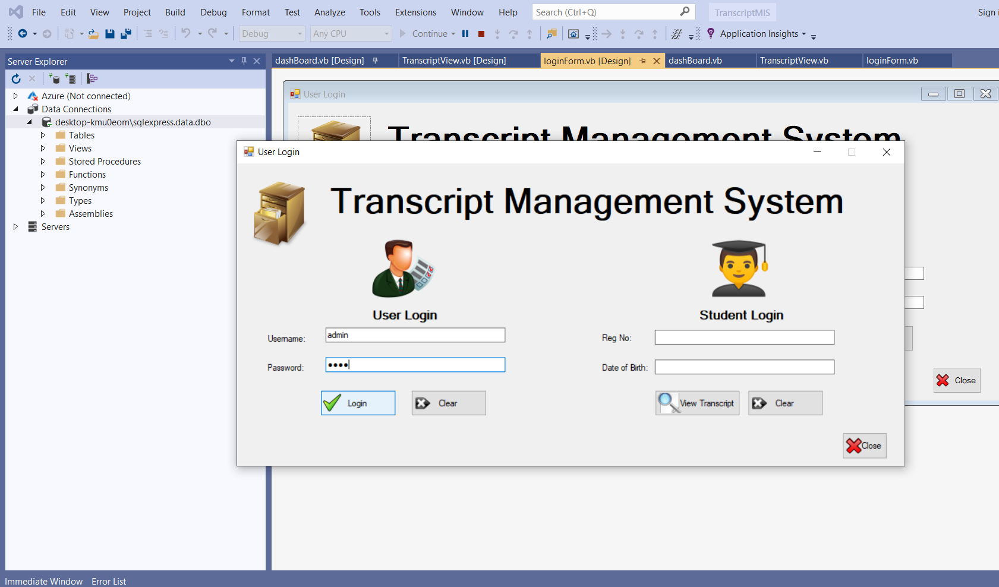 File Edit View Project Build Debug Format Test Analyze Tools Extensions Window Help Search (Ctrl+Q) TranscriptMIS Sign
Debug Any CPU Continue Application Insights
Server Explorer
dashBoard.vb [Design] TranscriptView.vb [Design] loginForm.vb [Design] dashBoard.vb TranscriptView.vb loginForm.vb
Azure (Not connected)
Data Connections
desktop-kmu0eom\sqlexpress.data.dbo
Tables
Views
Stored Procedures
Functions
Synonyms
Types
Assemblies
Servers
User Login
Transcript Management System
Close
User Login
Transcript Management System
User Login
Username: admin
Password: ••••
Login Clear
Student Login
Reg No:
Date of Birth:
View Transcript Clear
Close
Immediate Window Error List